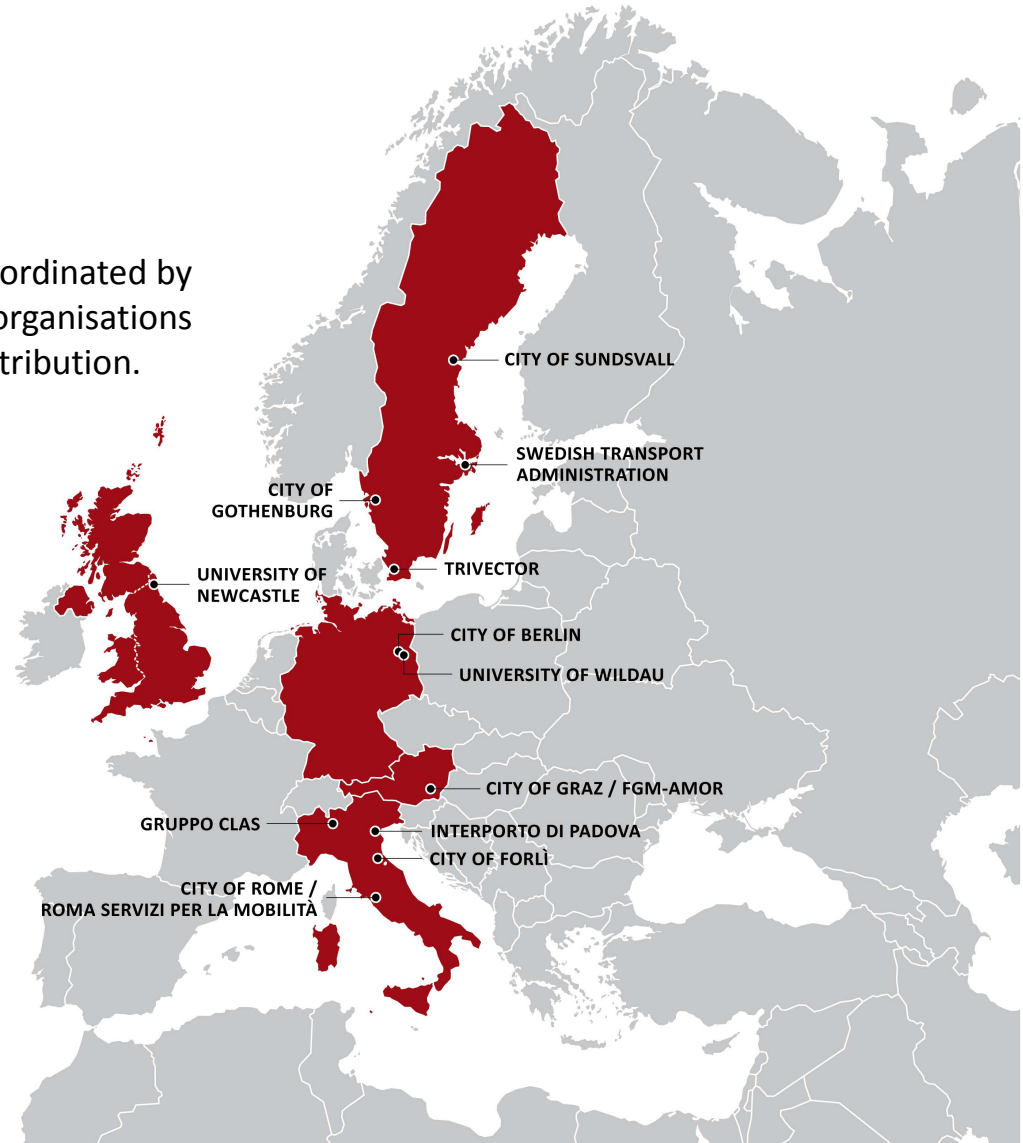 ordinated by
organisations
tribution.
CITY OF SUNDSVALL
SWEDISH TRANSPORT
ADMINISTRATION
CITY OF
GOTHENBURG
TRIVECTOR
UNIVERSITY OF
NEWCASTLE
CITY OF BERLIN
UNIVERSITY OF WILDAU
CITY OF GRAZ / FGM-AMOR
GRUPPO CLAS
INTERPORTO DI PADOVA
CITY OF FORLÌ
CITY OF ROME /
ROMA SERVIZI PER LA MOBILITÀ